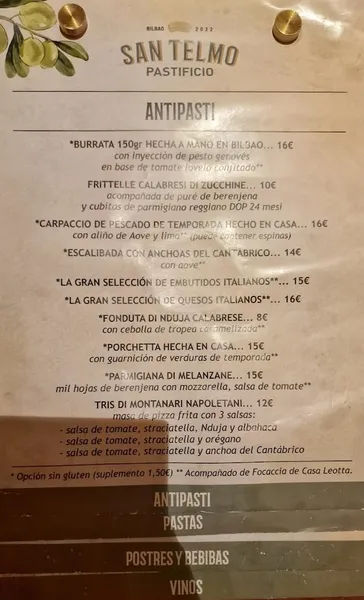 BILBAO 2022
SAN TELMO
PASTIFICIO
ANTIPASTI
*BURRATA 150gr HECHA A MANO EN BILBAO... 16€
con inyección de pesto genovés
en base de tomate lovelo confitado**
FRITTELLE CALABRESI DI ZUCCHINE... 10€
acompañada de puré de berenjena
y cubitas de parmigiano reggiano DOP 24 mesi
*CARPACCIO DE PESCADO DE TEMPORADA HECHO EN CASA... 16€
con aliño de Aove y lima** (puede contener espinas)
*ESCALIBADA CON ANCHOAS DEL CANTÁBRICO... 14€
con aove**
*LA GRAN SELECCIÓN DE EMBUTIDOS ITALIANOS**... 15€
*LA GRAN SELECCIÓN DE QUESOS ITALIANOS**... 16€
*FONDUTA DI NDUJA CALABRESE... 8€
con cebolla de tropea caramelizada**
*PORCHETTA HECHA EN CASA... 15€
con guarnición de verduras de temporada**
*PARMIGIANA DI MELANZANE... 15€
mil hojas de berenjena con mozzarella, salsa de tomate**
TRIS DI MONTANARI NAPOLETANI... 12€
masa de pizza frita con 3 salsas:
- salsa de tomate, straciatella, Nduja y albahaca
- salsa de tomate, straciatella y orégano
- salsa de tomate, straciatella y anchoa del Cantábrico
* Opción sin gluten (suplemento 1,50€) ** Acompañado de Focaccia de Casa Leotta.
ANTIPASTI
PASTAS
POSTRES Y BEBIBAS
VINOS